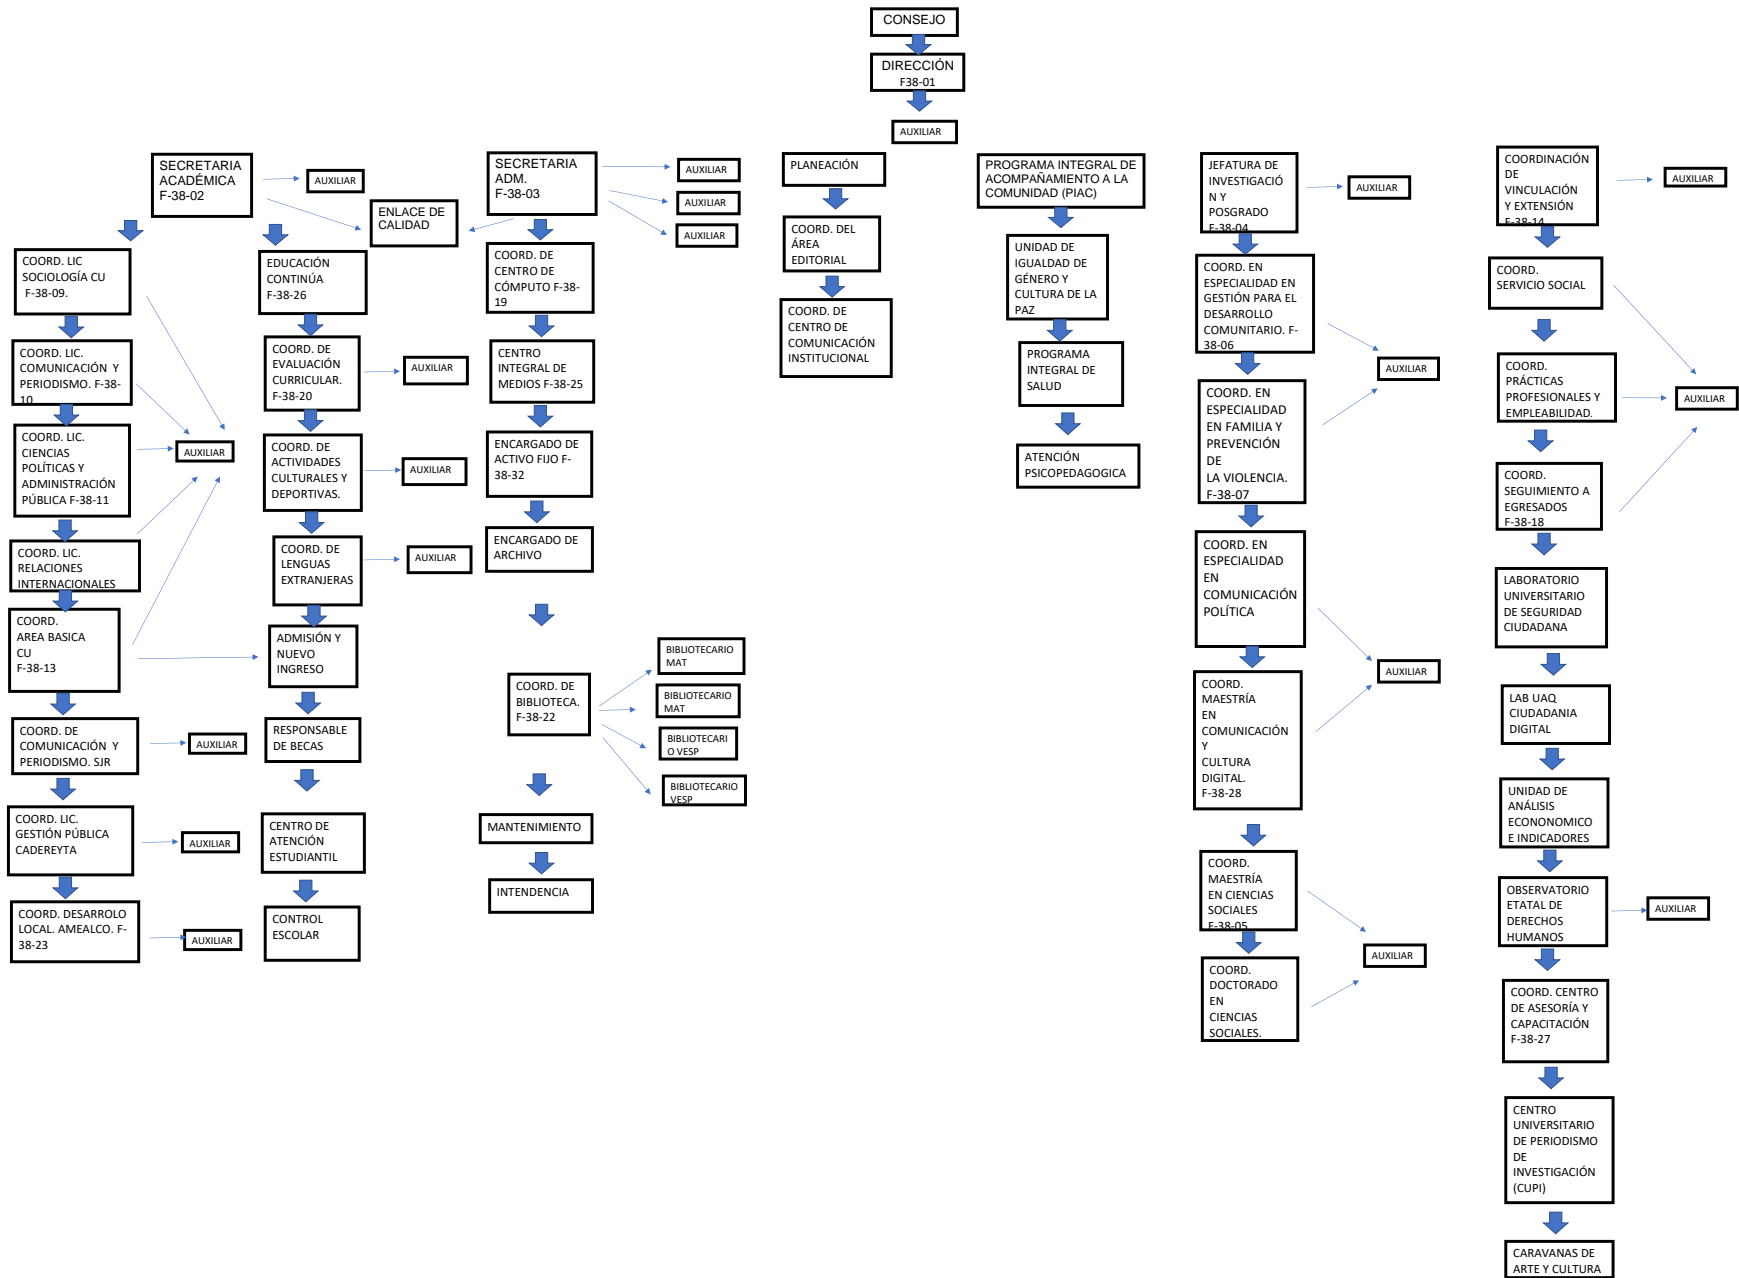 CONSEJO
DIRECCIÓN
F38-01
AUXILIAR
SECRETARIA
ACADÉMICA
F-38-02
AUXILIAR
ENLACE DE
CALIDAD
COORD. LIC
SOCIOLOGÍA CU
F-38-09.
COORD. LIC.
COMUNICACIÓN Y
PERIODISMO. F-38-
10
COORD. LIC.
CIENCIAS
POLÍTICAS Y
ADMINISTRACIÓN
PÚBLICA F-38-11
AUXILIAR
COORD. LIC.
RELACIONES
INTERNACIONALES
COORD.
AREA BASICA
CU
F-38-13
COORD. DE
COMUNICACIÓN Y
PERIODISMO. SJR
AUXILIAR
COORD. LIC.
GESTIÓN PÚBLICA
CADEREYTA
AUXILIAR
COORD. DESARROLO
LOCAL. AMEALCO. F-
38-23
AUXILIAR
EDUCACIÓN
CONTINÚA
F-38-26
COORD. DE
EVALUACIÓN
CURRICULAR.
F-38-20
AUXILIAR
COORD. DE
ACTIVIDADES
CULTURALES Y
DEPORTIVAS.
AUXILIAR
COORD. DE
LENGUAS
EXTRANJERAS
AUXILIAR
ADMISIÓN Y
NUEVO
INGRESO
RESPONSABLE
DE BECAS
CENTRO DE
ATENCIÓN
ESTUDIANTIL
CONTROL
ESCOLAR
SECRETARIA
ADM.
F-38-03
AUXILIAR
AUXILIAR
AUXILIAR
COORD. DE
CENTRO DE
CÓMPUTO F-38-
19
CENTRO
INTEGRAL DE
MEDIOS F-38-25
ENCARGADO DE
ACTIVO FIJO F-
38-32
ENCARGADO DE
ARCHIVO
COORD. DE
BIBLIOTECA.
F-38-22
BIBLIOTECARIO
MAT
BIBLIOTECARIO
MAT
BIBLIOTECARI
O VESP
BIBLIOTECARIO
VESP
MANTENIMIENTO
INTENDENCIA
PLANEACIÓN
COORD. DEL
ÁREA
EDITORIAL
COORD. DE
CENTRO DE
COMUNICACIÓN
INSTITUCIONAL
PROGRAMA INTEGRAL DE
ACOMPAÑAMIENTO A LA
COMUNIDAD (PIAC)
UNIDAD DE
IGUALDAD DE
GÉNERO Y
CULTURA DE LA
PAZ
PROGRAMA
INTEGRAL DE
SALUD
ATENCIÓN
PSICOPEDAGOGICA
JEFATURA DE
INVESTIGACIÓ
N Y
POSGRADO
F-38-04
AUXILIAR
COORD. EN
ESPECIALIDAD EN
GESTIÓN PARA EL
DESARROLLO
COMUNITARIO. F-
38-06
AUXILIAR
COORD. EN
ESPECIALIDAD
EN FAMILIA Y
PREVENCIÓN
DE
LA VIOLENCIA.
F-38-07
COORD. EN
ESPECIALIDAD
EN
COMUNICACIÓN
POLÍTICA
AUXILIAR
COORD.
MAESTRÍA
EN
COMUNICACIÓN
Y
CULTURA
DIGITAL.
F-38-28
COORD.
MAESTRÍA
EN CIENCIAS
SOCIALES
F-38-05
AUXILIAR
COORD.
DOCTORADO
EN
CIENCIAS
SOCIALES.
COORDINACIÓN
DE
VINCULACIÓN
Y EXTENSIÓN
F-38-14
AUXILIAR
COORD.
SERVICIO SOCIAL
COORD.
PRÁCTICAS
PROFESIONALES Y
EMPLEABILIDAD.
AUXILIAR
COORD.
SEGUIMIENTO A
EGRESADOS
F-38-18
LABORATORIO
UNIVERSITARIO
DE SEGURIDAD
CIUDADANA
LAB UAQ
CIUDADANIA
DIGITAL
UNIDAD DE
ANÁLISIS
ECONONOMICO
E INDICADORES
OBSERVATORIO
ETATAL DE
DERECHOS
HUMANOS
AUXILIAR
COORD. CENTRO
DE ASESORÍA Y
CAPACITACIÓN
F-38-27
CENTRO
UNIVERSITARIO
DE PERIODISMO
DE
INVESTIGACIÓN
(CUPI)
CARAVANAS DE
ARTE Y CULTURA